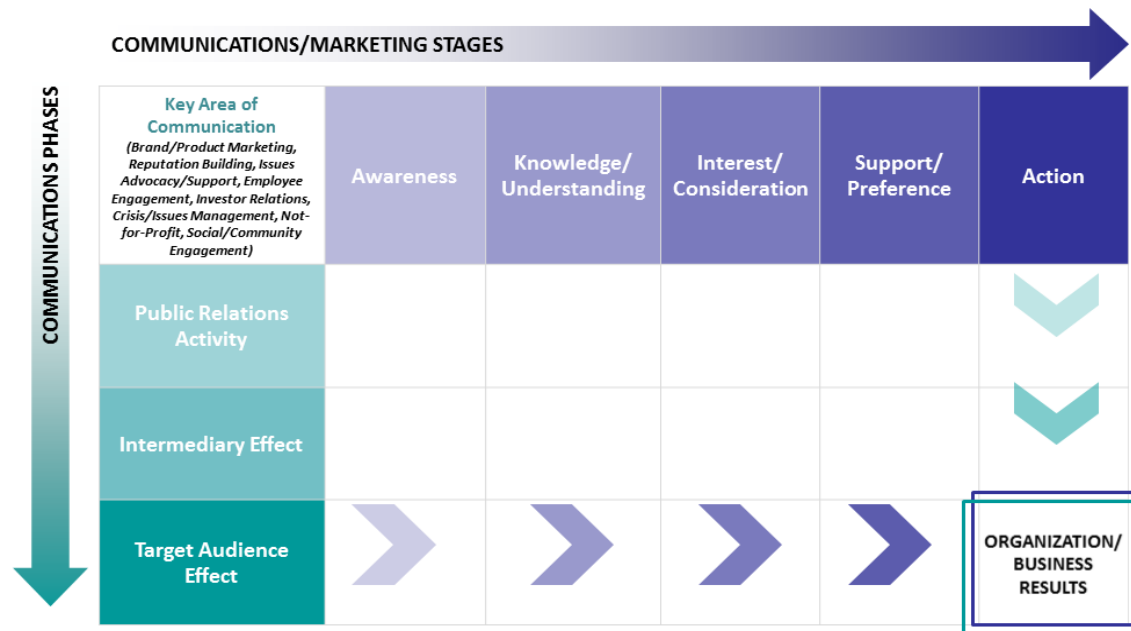 COMMUNICATIONS/MARKETING STAGES
COMMUNICATIONS PHASES
Key Area of
Communication
(Brand/Product Marketing,
Reputation Building, Issues
Advocacy/Support, Employee
Engagement, Investor Relations,
Crisis/Issues Management, Not-
for-Profit, Social/Community
Engagement)
Awareness
Knowledge/
Understanding
Interest/
Consideration
Support/
Preference
Action
Public Relations
Activity
Intermediary Effect
Target Audience
Effect
ORGANIZATION/
BUSINESS
RESULTS